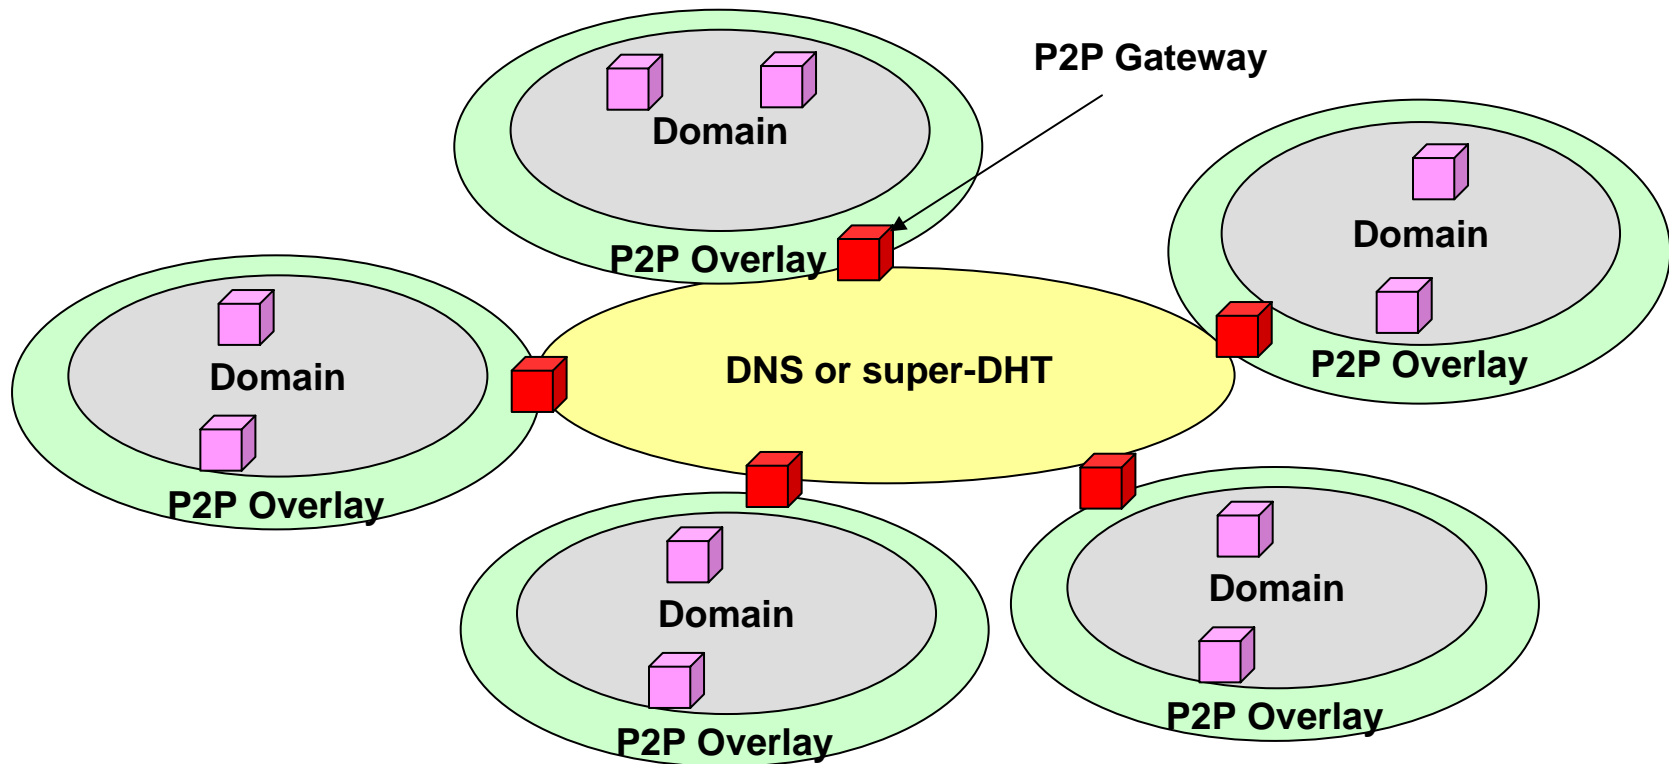 P2P Gateway
Domain
P2P Overlay
Domain
P2P Overlay
Domain
P2P Overlay
DNS or super-DHT
Domain
P2P Overlay
Domain
P2P Overlay